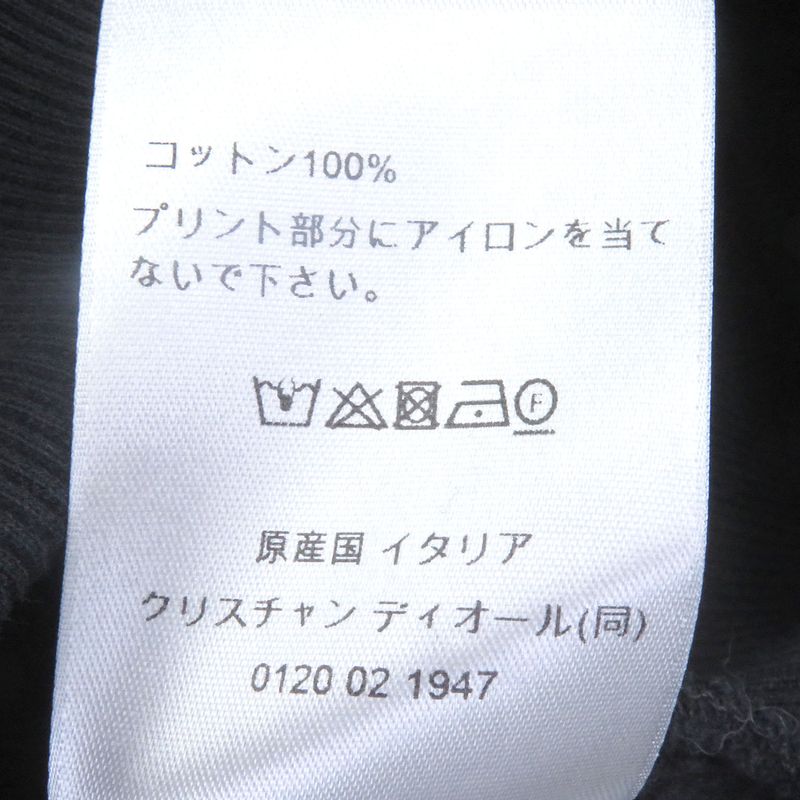 コットン100%
プリント部分にアイロンを当て
ないで下さい。
F
原産国 イタリア
クリスチャン ディオール(同)
0120 02 1947